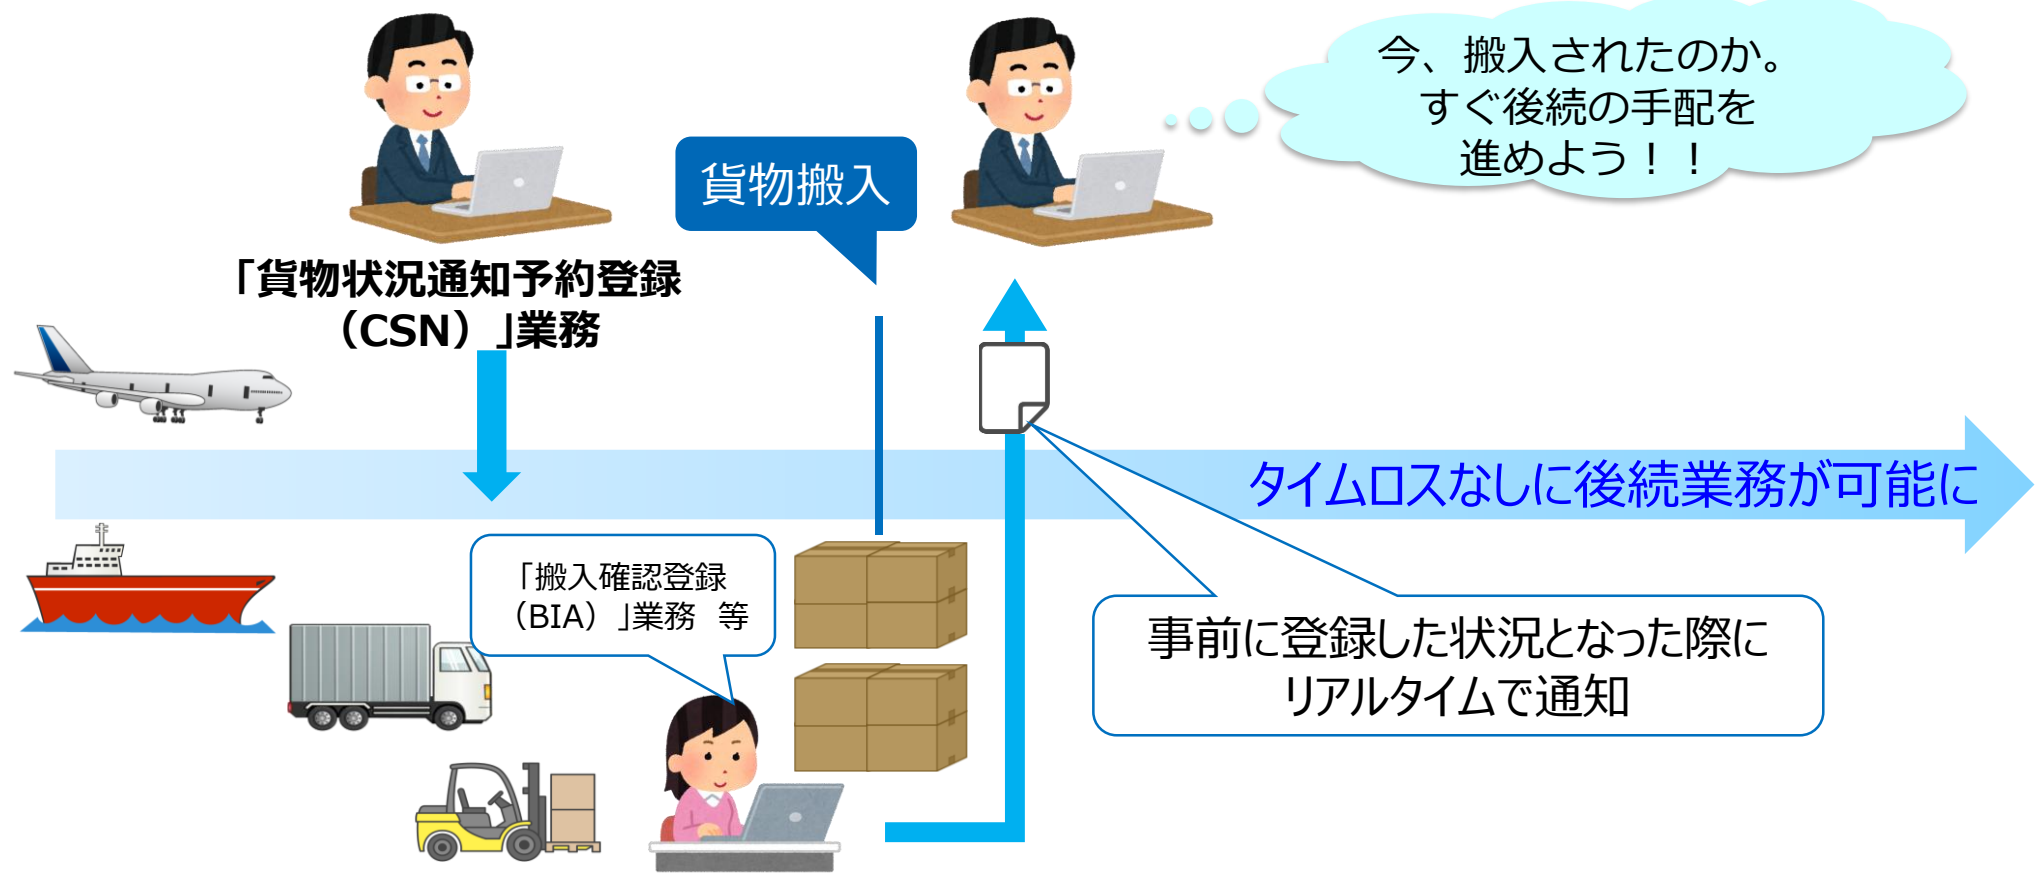 今、搬入されたのか。
すぐ後続の手配を
進めよう！！
貨物搬入
「貨物状況通知予約登録
（CSN）」業務
タイムロスなしに後続業務が可能に
「搬入確認登録
（BIA）」業務　等
事前に登録した状況となった際に
リアルタイムで通知